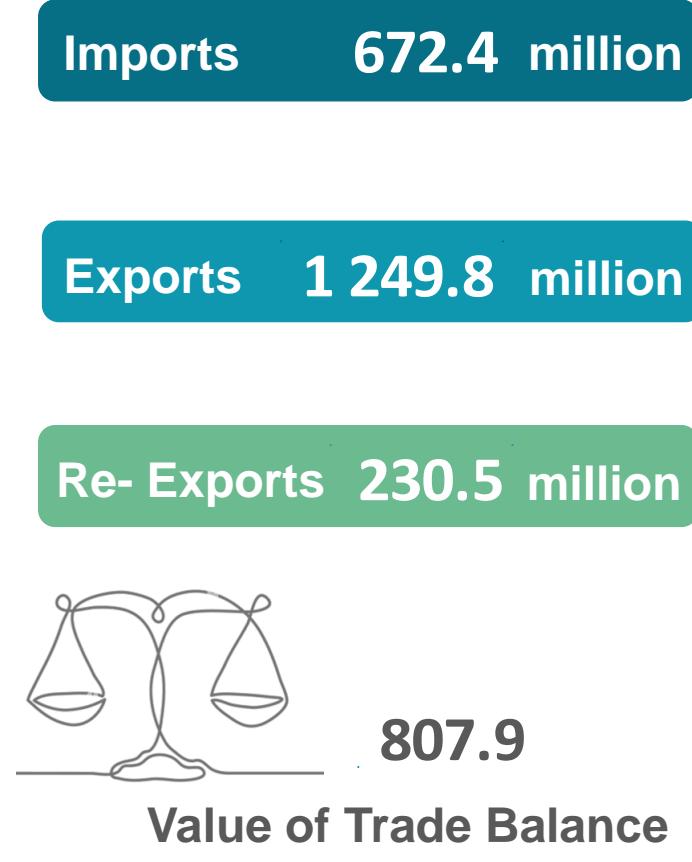 Imports 672.4 million
Exports 1 249.8 million
Re- Exports 230.5 million
807.9
Value of Trade Balance